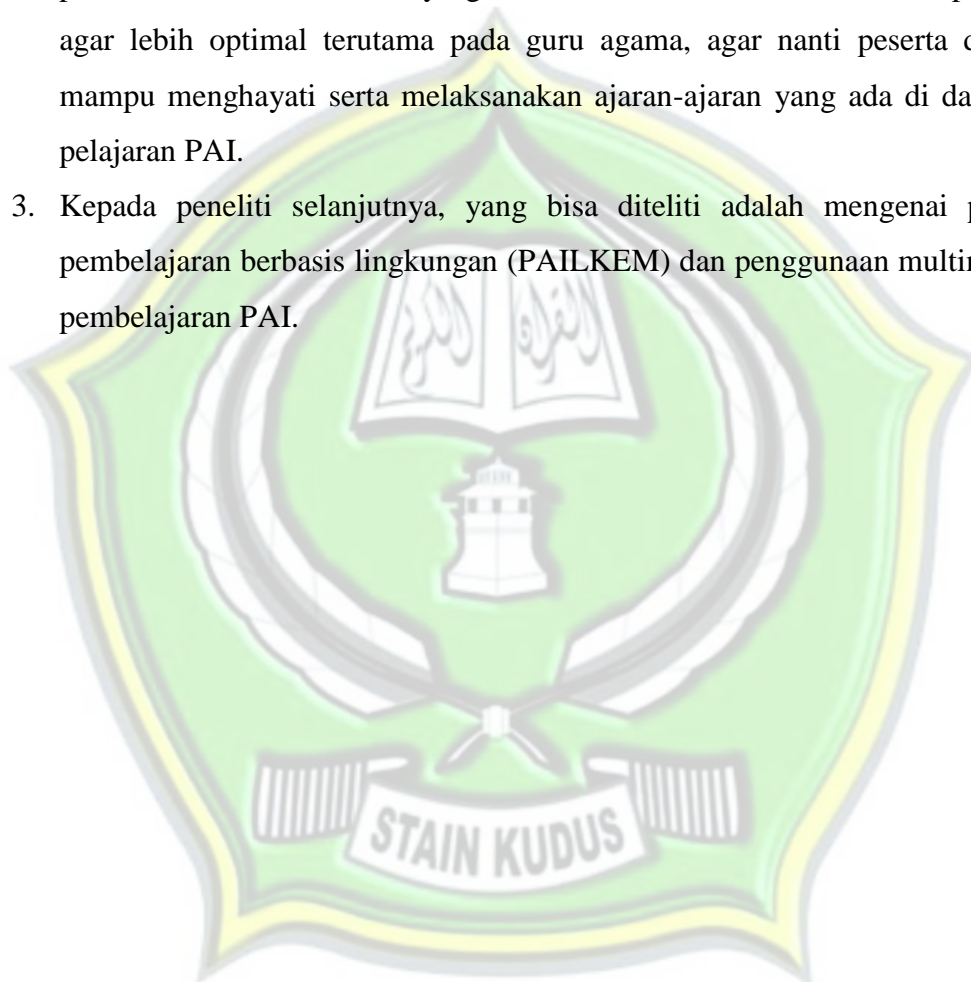 agar lebih optimal terutama pada guru agama, agar nanti peserta
mampu menghayati serta melaksanakan ajaran-ajaran yang ada di
pelajaran PAI.
3. Kepada peneliti selanjutnya, yang bisa diteliti adalah mengenai
pembelajaran berbasis lingkungan (PAILKEM) dan penggunaan
pembelajaran PAI.
القرآن
الكريم
STAIN KUDUS